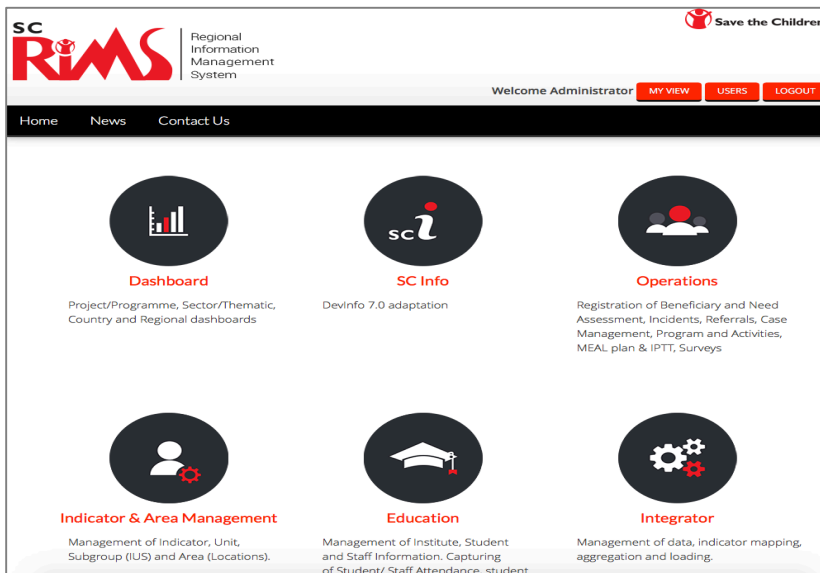 SC
RiMS
Regional
Information
Management
System
Save the Children
Welcome Administrator MY VIEW USERS LOGOUT
Home News Contact Us
SC i
Dashboard
Project/Programme, Sector/Thematic,
Country and Regional dashboards
SC Info
DevInfo 7.0 adaptation
Operations
Registration of Beneficiary and Need
Assessment, Incidents, Referrals, Case
Management, Program and Activities,
MEAL plan & IPTT, Surveys
Indicator & Area Management
Management of Indicator, Unit,
Subgroup (IUS) and Area (Locations).
Education
Management of Institute, Student
and Staff Information. Capturing
of Student/ Staff Attendance, student
Integrator
Management of data, indicator mapping,
aggregation and loading.